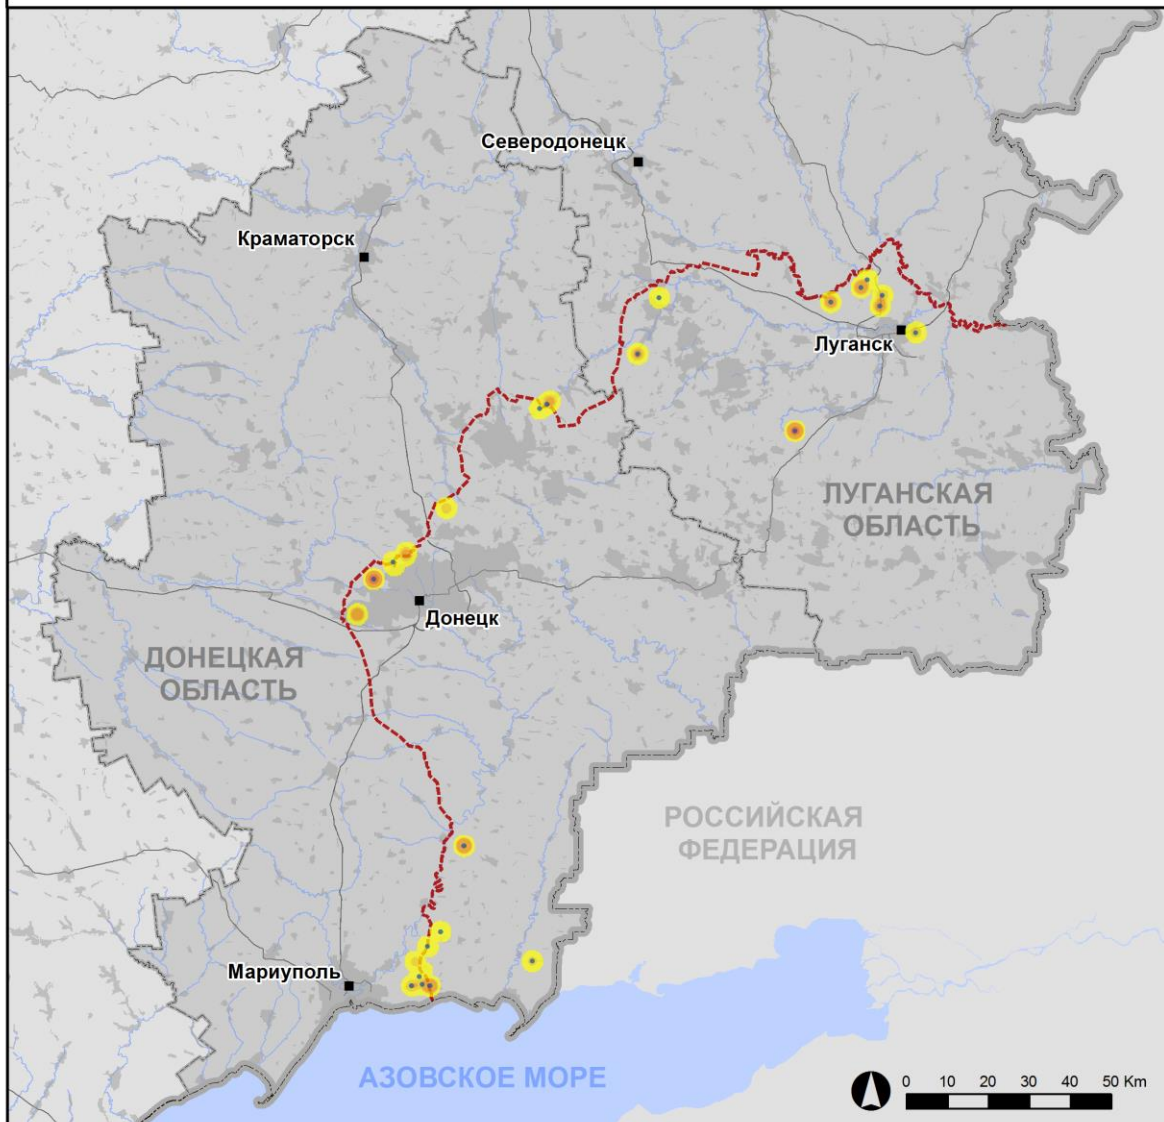 Северодонецк
Краматорск
Луганск
ЛУГАНСКАЯ
ОБЛАСТЬ
Донецк
ДОНЕЦКАЯ
ОБЛАСТЬ
РОССИЙСКАЯ
ФЕДЕРАЦИЯ
Мариуполь
АЗОВСКОЕ МОРЕ
0 10 20 30 40 50 Km